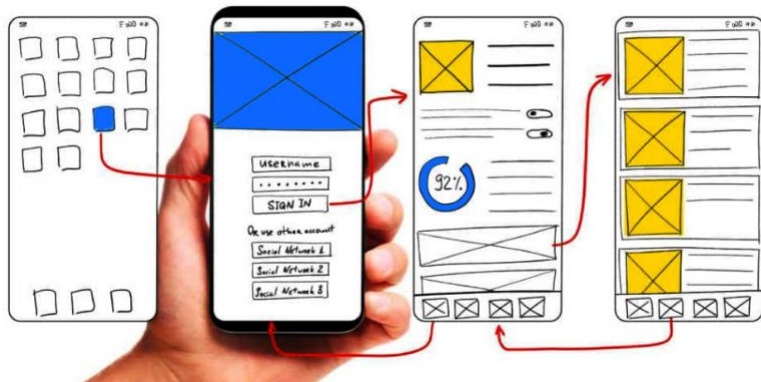 Username
SIGN IN
Or use other account
Social Network 1
Social Network 2
Social Network 3
92%